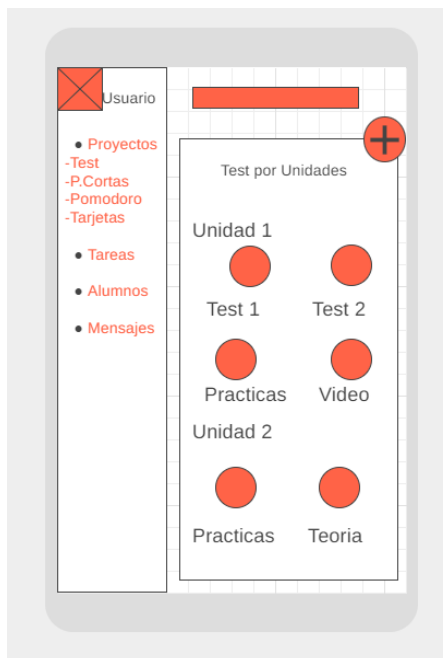 Usuario
● Proyectos
-Test
-P.Cortas
-Pomodoro
-Tarjetas
● Tareas
● Alumnos
● Mensajes
Test por Unidades
Unidad 1
Test 1 Test 2
Practicas Video
Unidad 2
Practicas Teoria